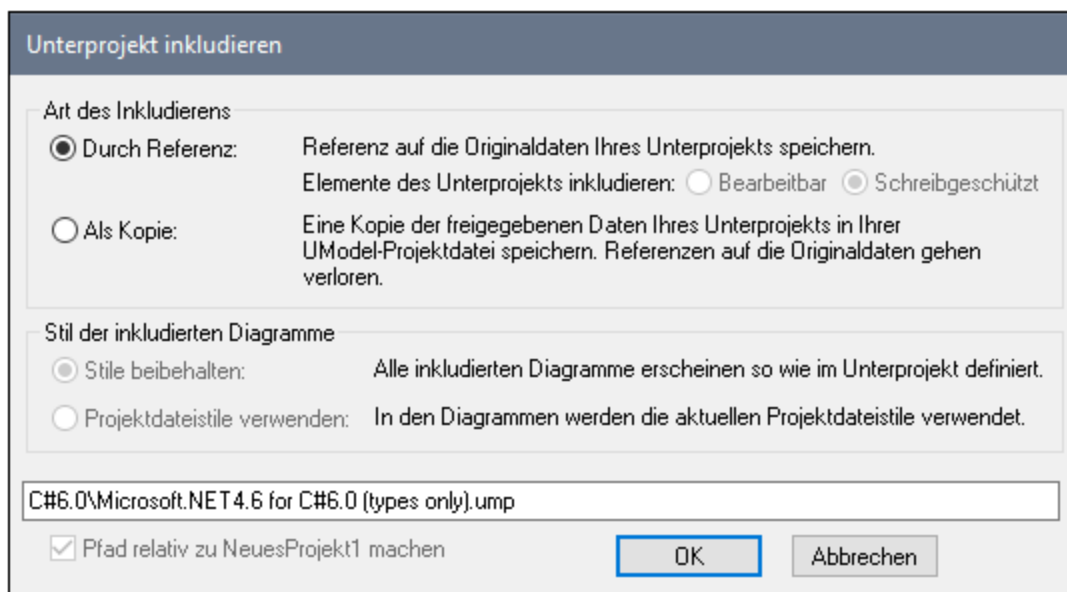 Unterprojekt inkludieren
Art des Inkludierens
Durch Referenz: Referenz auf die Originaldaten Ihres Unterprojekts speichern.
Elemente des Unterprojekts inkludieren: Bearbeitbar Schreibgeschützt
Als Kopie: Eine Kopie der freigegebenen Daten Ihres Unterprojekts in Ihrer
UModel-Projektdatei speichern. Referenzen auf die Originaldaten gehen
verloren.
Stil der inkludierten Diagramme
Stile beibehalten: Alle inkludierten Diagramme erscheinen so wie im Unterprojekt definiert.
Projektdateistile verwenden: In den Diagrammen werden die aktuellen Projektdateistile verwendet.
C#6.0\Microsoft.NET4.6 for C#6.0 (types only).ump
Pfad relativ zu NeuesProjekt1 machen OK Abbrechen